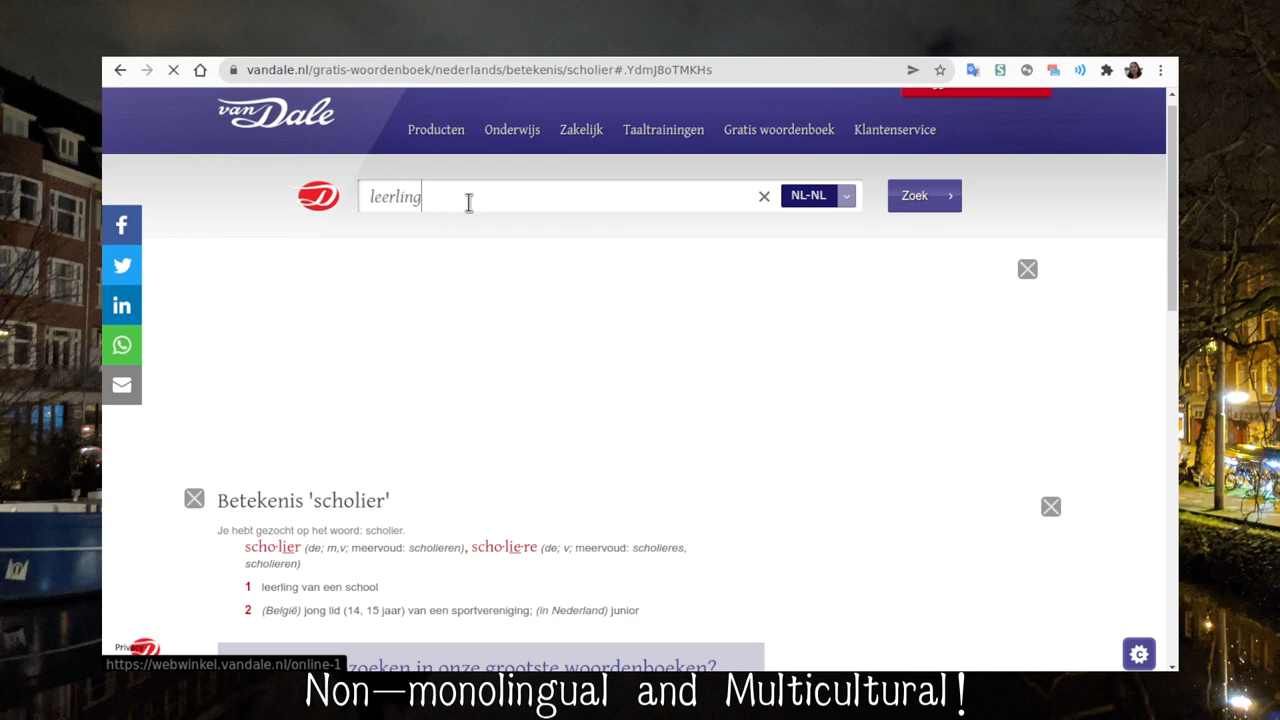 vandale.nl/gratis-woordenboek/nederlands/betekenis/scholier#.YdmJ8oTMKHs
van Dale
Producten Onderwijs Zakelijk Taaltrainingen Gratis woordenboek Klantenservice
leerling
NL-NL
Zoek ›
Betekenis 'scholier'
Je hebt gezocht op het woord: scholier.
scho·lier (de; m,v; meervoud: scholieren), scho·lie·re (de; v; meervoud: scholieres,
scholieren)
1 leerling van een school
2 (België) jong lid (14, 15 jaar) van een sportvereniging; (in Nederland) junior
zoeken in onze grootste woordenboeken?
https://webwinkel.vandale.nl/online-1
Non—monolingual and Multicultural!